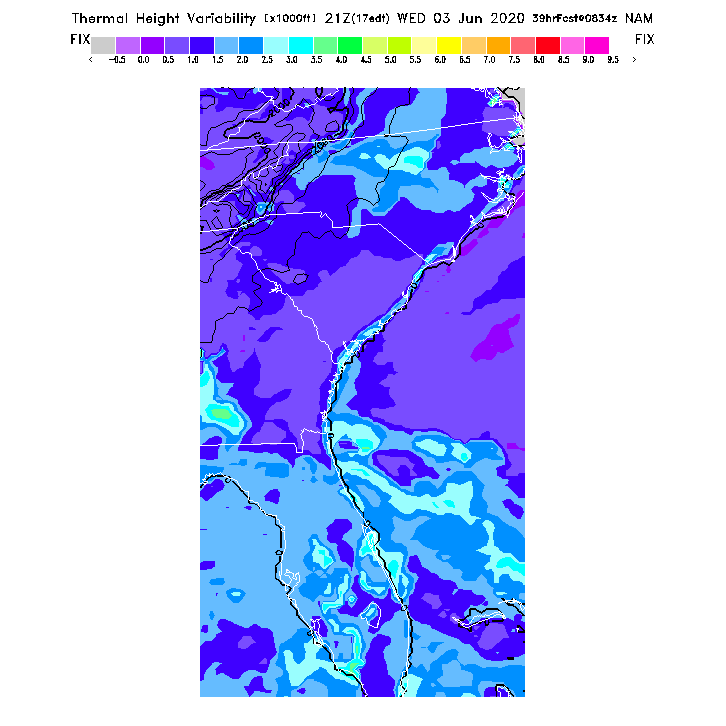 Thermal Height Variability [x1000ft] 21Z(17edt) WED 03 Jun 2020 39hrFcst@0834z NAM
FIX FIX
< -0.5 0.0 0.5 1.0 1.5 2.0 2.5 3.0 3.5 4.0 4.5 5.0 5.5 6.0 6.5 7.0 7.5 8.0 8.5 9.0 9.5 >